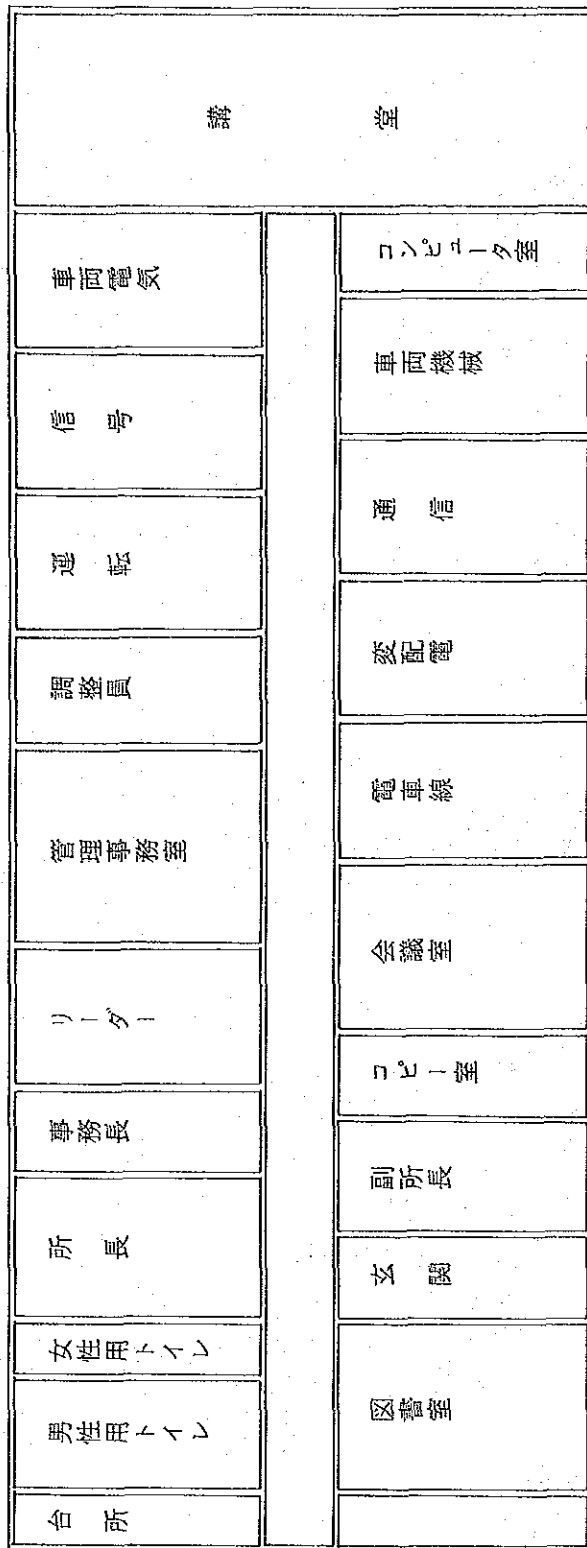 講堂
車両電気
信号
運転
調整員
管理事務室
リーダー
事務長
所長
女性用トイレ
男性用トイレ
台所
コンピュータ室
車両機械
通信
変配電
電車線
会議室
コピー室
副所長
玄関
図書室